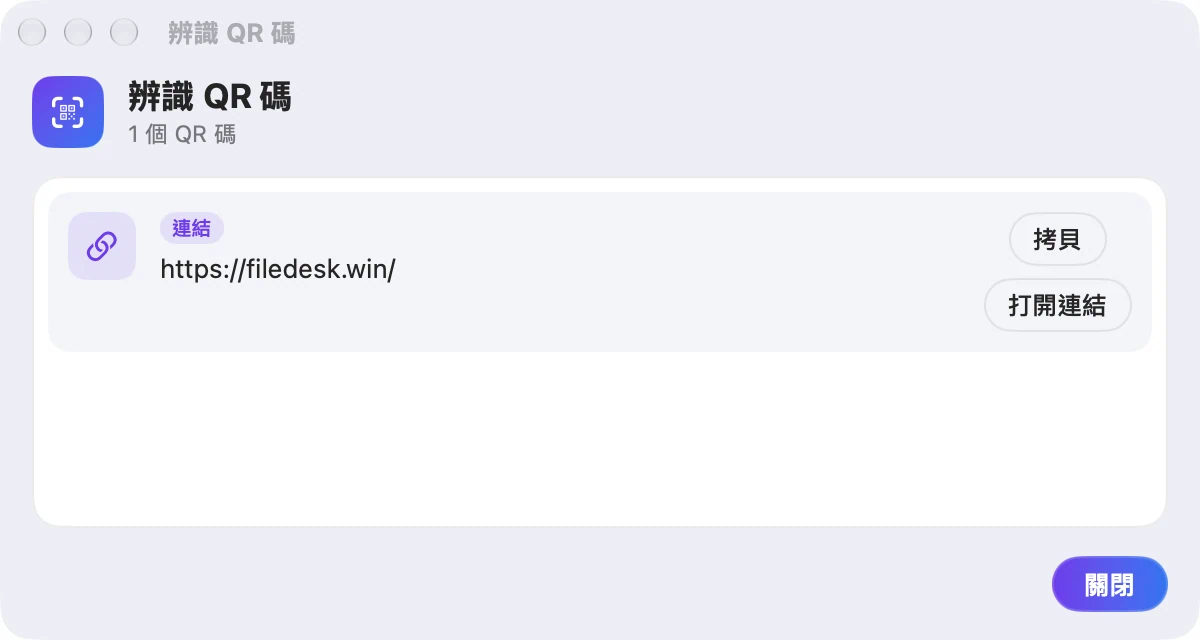 辨識 QR 碼
辨識 QR 碼
1 個 QR 碼
連結
https://filedesk.win/
拷貝
打開連結
關閉